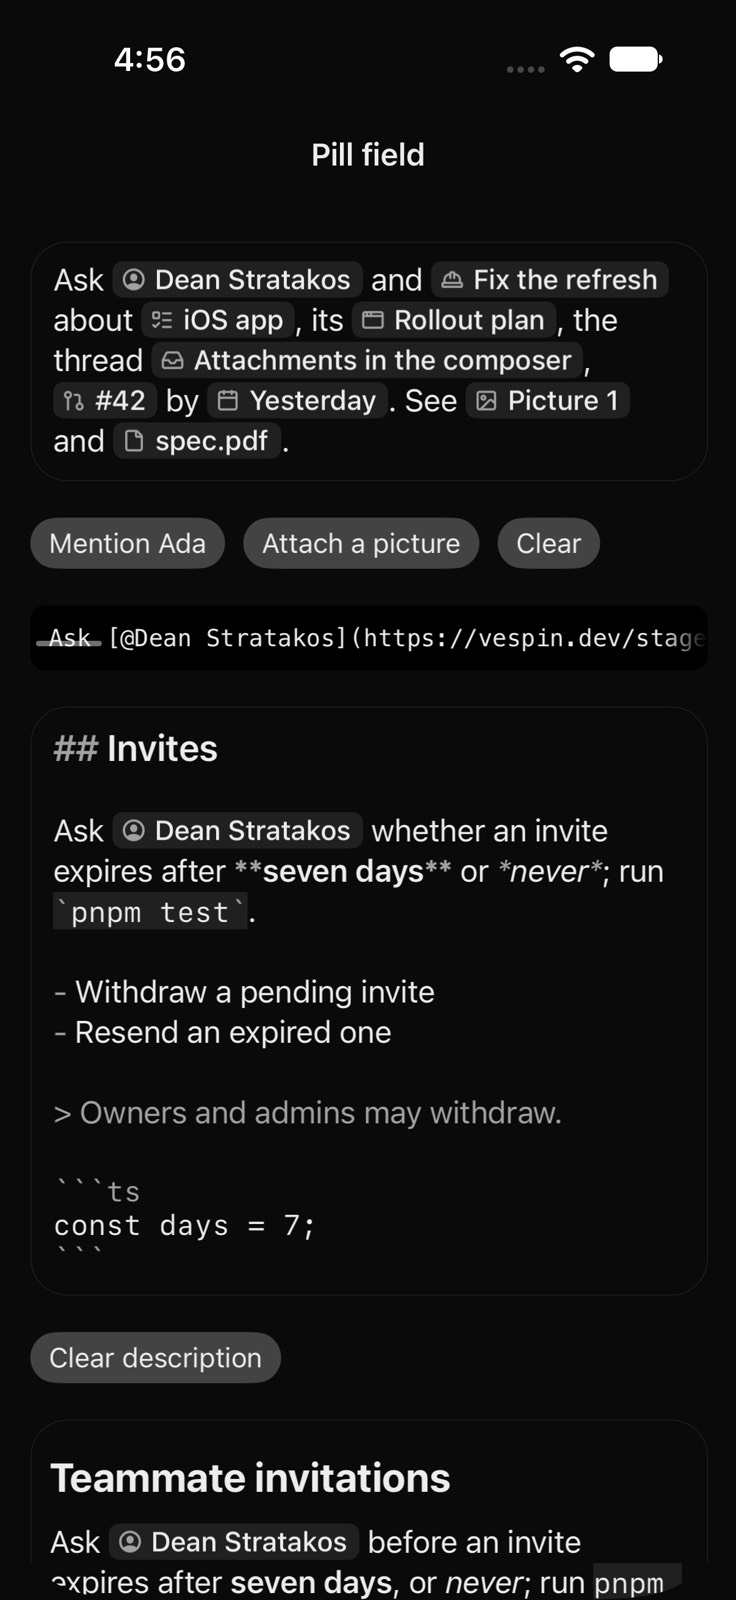 4:56
Pill field
Ask Dean Stratakos and Fix the refresh
about iOS app, its Rollout plan, the
thread Attachments in the composer,
#42 by Yesterday. See Picture 1
and spec.pdf.
Mention Ada Attach a picture Clear
Ask [@Dean Stratakos](https://vespin.dev/stage
## Invites
Ask Dean Stratakos whether an invite
expires after **seven days** or *never*; run
`pnpm test`.
- Withdraw a pending invite
- Resend an expired one
> Owners and admins may withdraw.
```ts
const days = 7;
```
Clear description
Teammate invitations
Ask Dean Stratakos before an invite
expires after seven days, or never; run pnpm